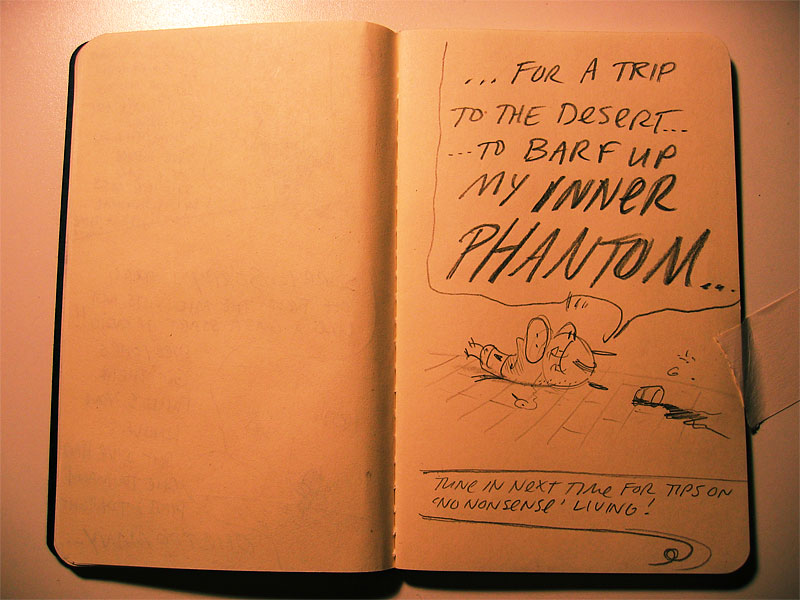 ... FOR A TRIP
TO THE DESERT...
...TO BARF UP
MY INNER
PHANTOM...
TUNE IN NEXT TIME FOR TIPS ON
'NO NONSENSE' LIVING!